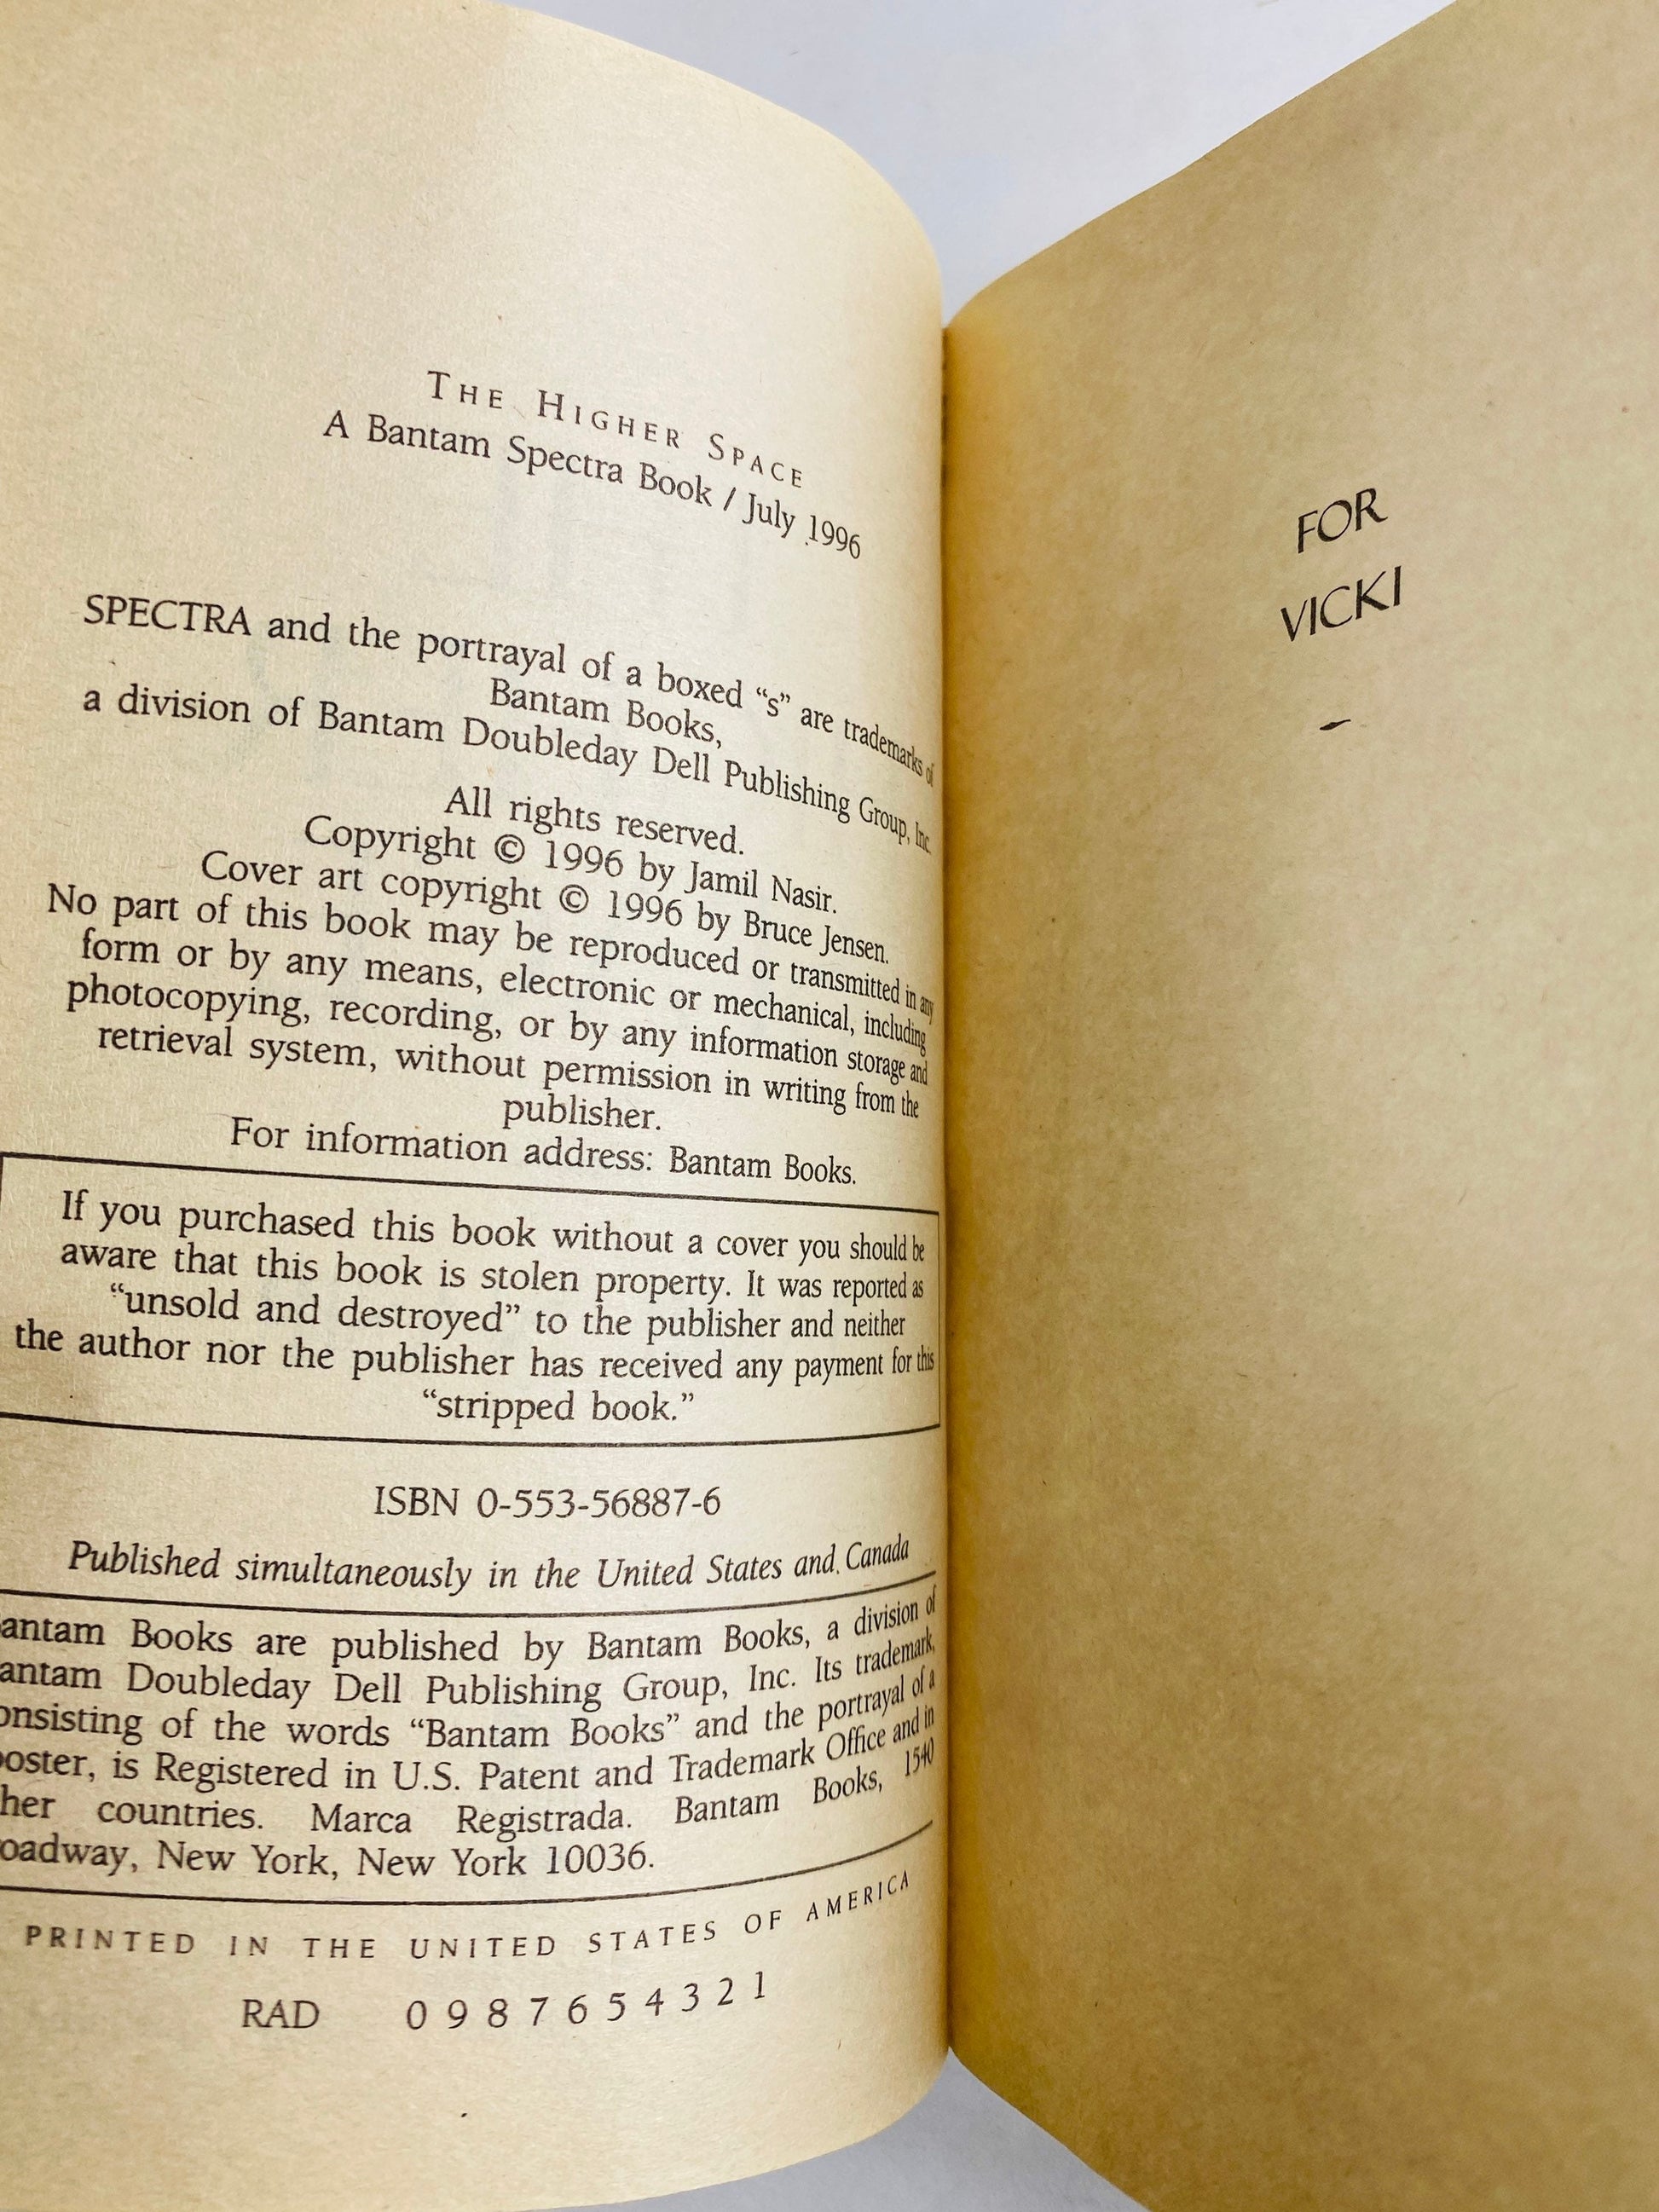 THE HIGHER SPACE
A Bantam Spectra Book / July 1996
SPECTRA and the portrayal of a boxed “s” are trademarks of
Bantam Books,
a division of Bantam Doubleday Dell Publishing Group, Inc.
All rights reserved.
Copyright © 1996 by Jamil Nasir.
Cover art copyright © 1996 by Bruce Jensen.
No part of this book may be reproduced or transmitted in any
form or by any means, electronic or mechanical, including
photocopying, recording, or by any information storage and
retrieval system, without permission in writing from the
publisher.
For information address: Bantam Books.
If you purchased this book without a cover you should be
aware that this book is stolen property. It was reported as
“unsold and destroyed” to the publisher and neither
the author nor the publisher has received any payment for this
“stripped book.”
ISBN 0-553-56887-6
Published simultaneously in the United States and Canada
antam Books are published by Bantam Books, a division of
antam Doubleday Dell Publishing Group, Inc. Its trademark,
onsisting of the words “Bantam Books” and the portrayal of a
ooster, is Registered in U.S. Patent and Trademark Office and in
her countries. Marca Registrada. Bantam Books, 1540
oadway, New York, New York 10036.
PRINTED IN THE UNITED STATES OF AMERICA
RAD 0 9 8 7 6 5 4 3 2 1
FOR
VICKI